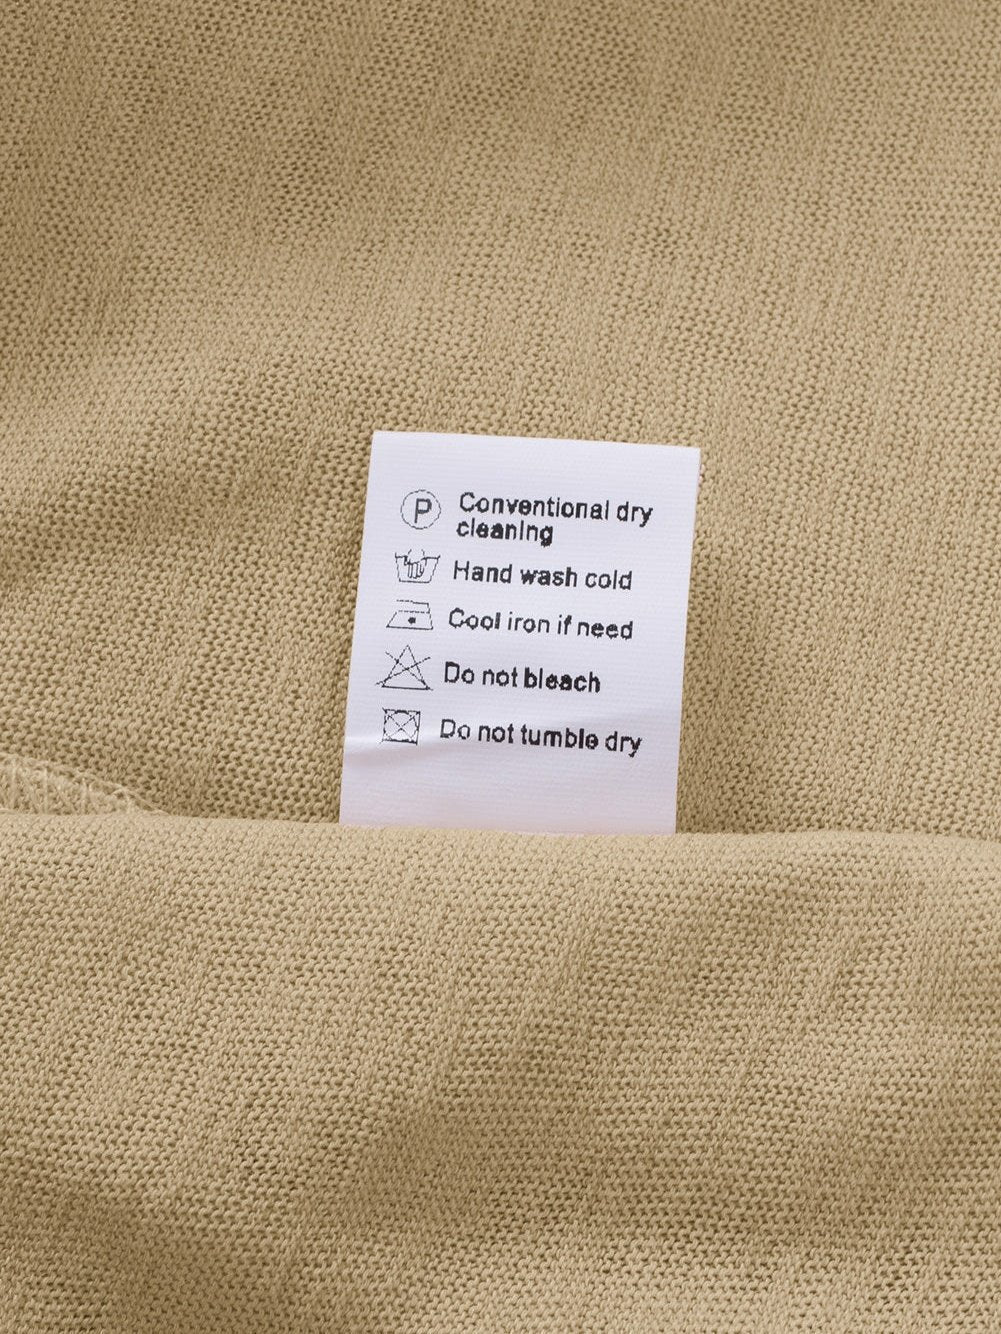 P Conventional dry
cleaning
Hand wash cold
Cool iron if need
Do not bleach
Do not tumble dry